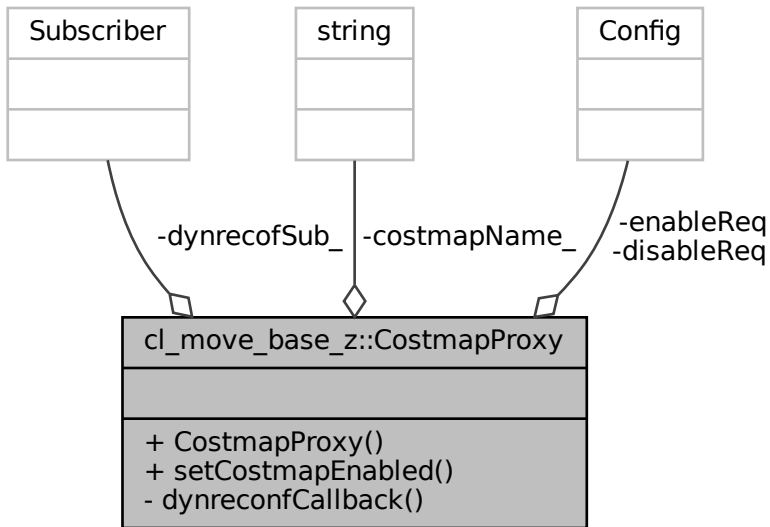 Subscriber
string
Config
-dynrecofSub_
-costmapName_
-enableReq
-disableReq
cl_move_base_z::CostmapProxy
+ CostmapProxy()
+ setCostmapEnabled()
- dynreconfCallback()